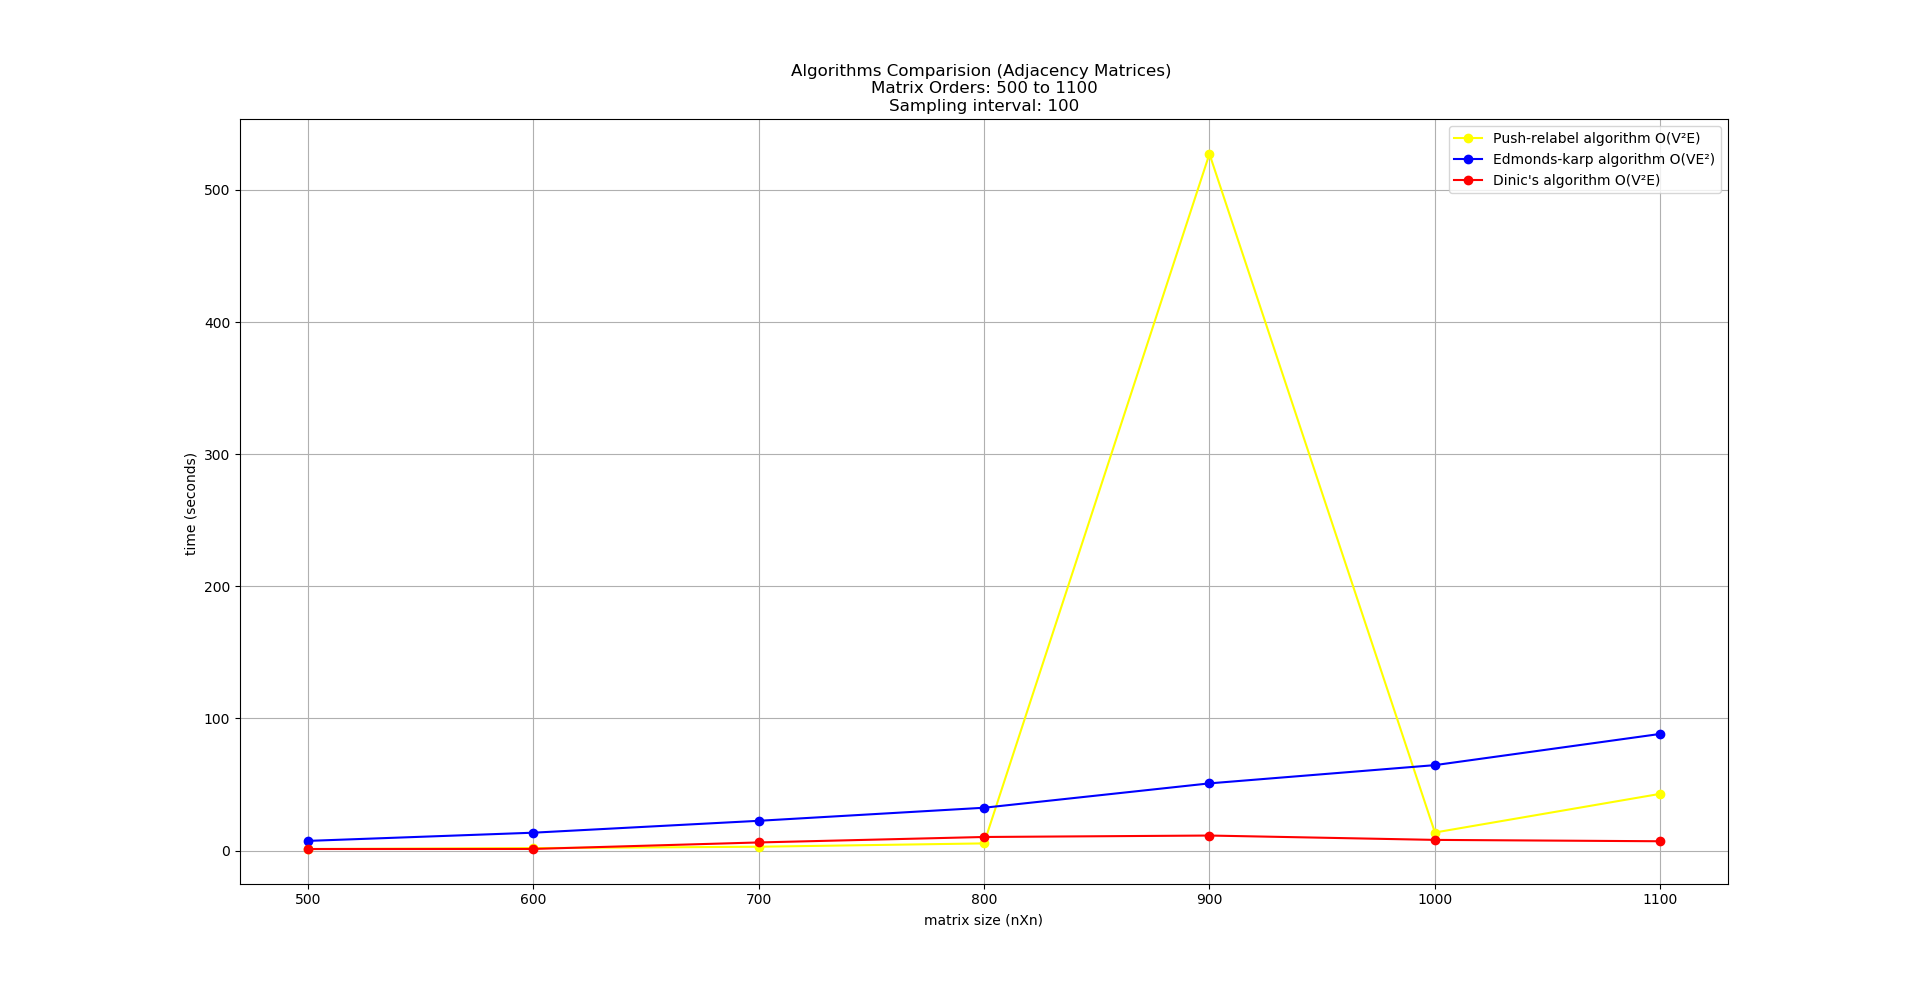 Algorithms Comparision (Adjacency Matrices)
Matrix Orders: 500 to 1100
Sampling interval: 100
Push-relabel algorithm O(V²E)
Edmonds-karp algorithm O(VE²)
Dinic's algorithm O(V²E)
500
400
300
200
100
0
time (seconds)
500 600 700 800 900 1000 1100
matrix size (nXn)